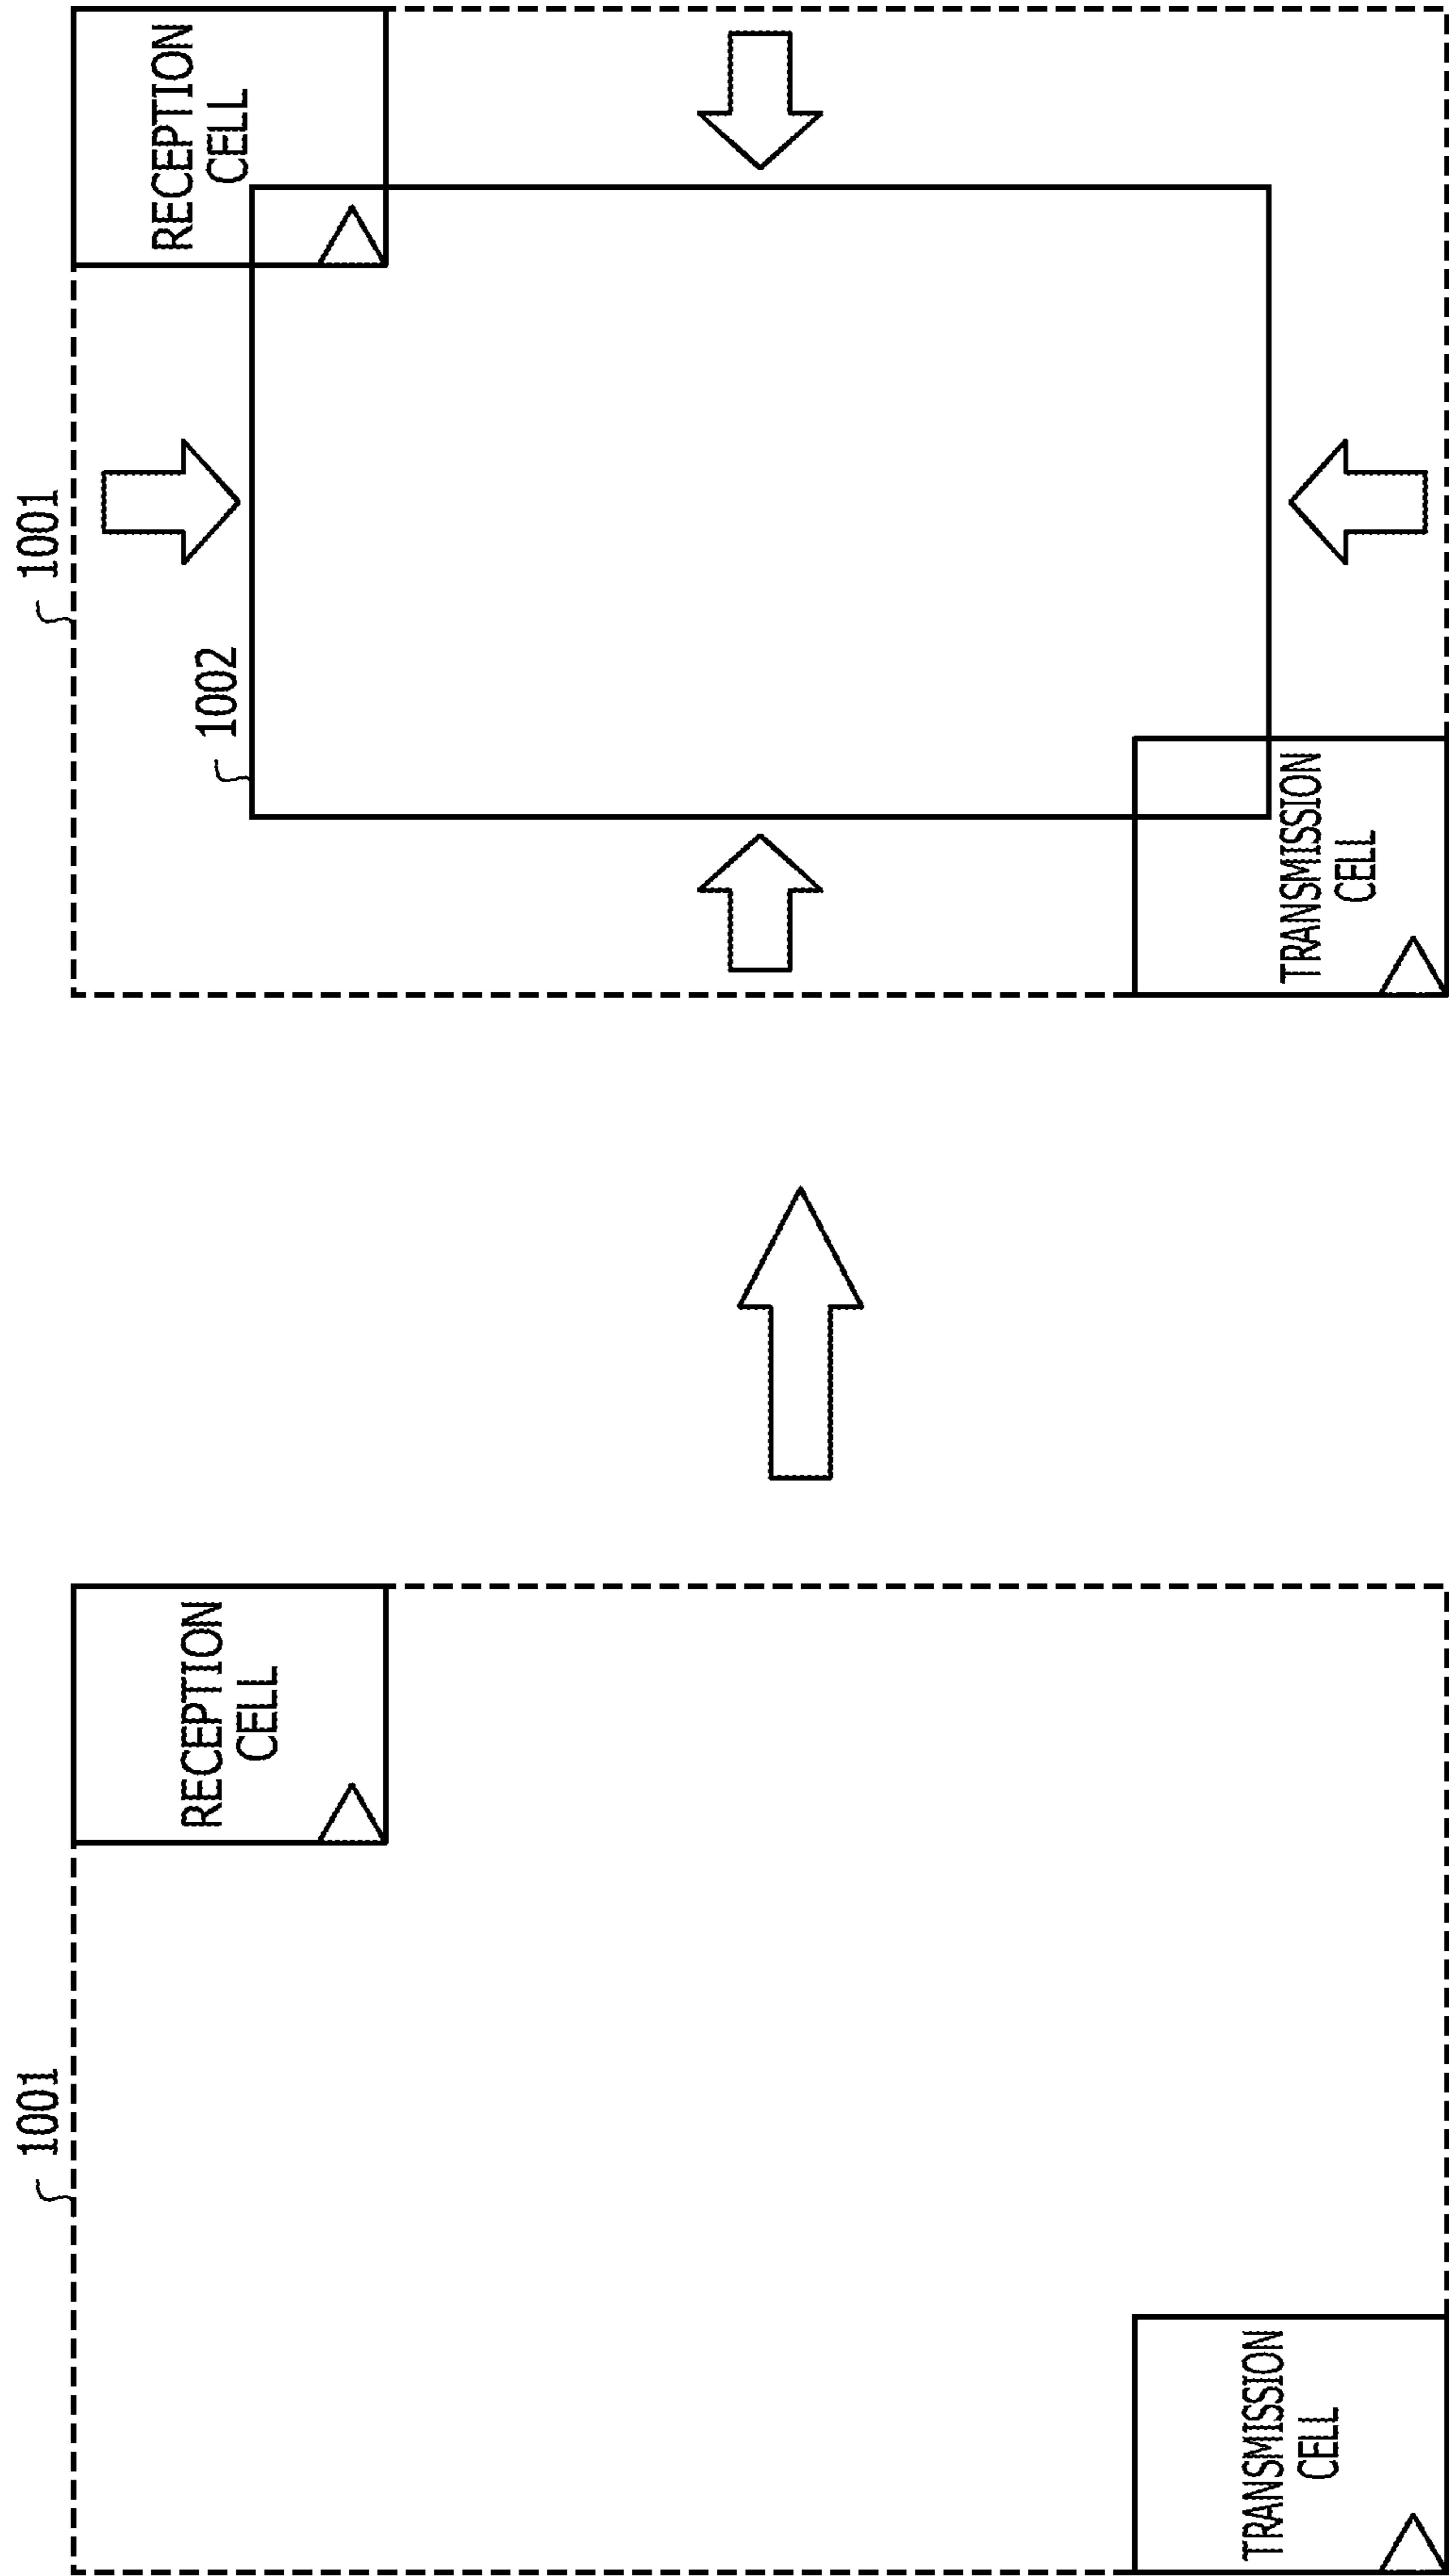 1001
RECEPTION
CELL
TRANSMISSION
CELL
1001
1002
RECEPTION
CELL
TRANSMISSION
CELL